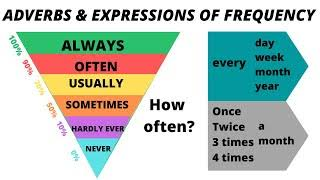 ADVERBS & EXPRESSIONS OF FREQUENCY
100%
90%
70%
50%
10%
0%
ALWAYS
OFTEN
USUALLY
SOMETIMES
HARDLY EVER
NEVER
How
often?
every
day
week
month
year
Once
Twice
3 times
4 times
a
month